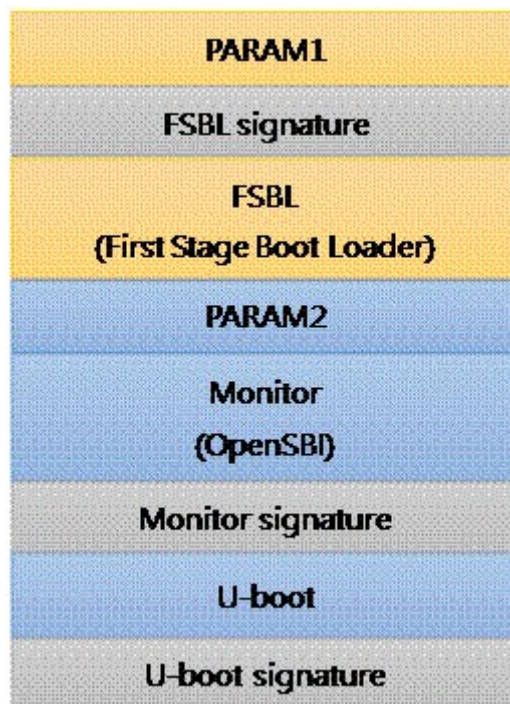 PARAM1
FSBL signature
FSBL
(First Stage Boot Loader)
PARAM2
Monitor
(OpenSBI)
Monitor signature
U-boot
U-boot signature